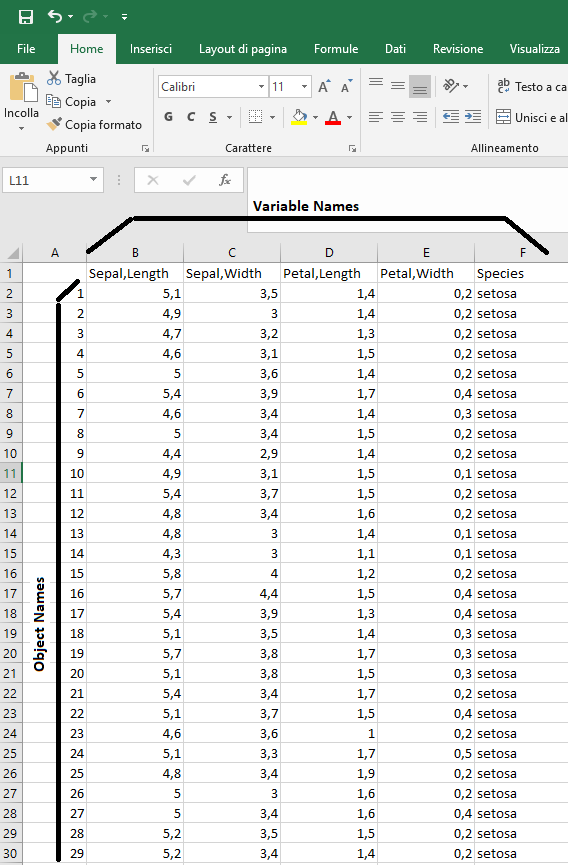 File Home Inserisci Layout di pagina Formule Dati Revisione Visualizza
Taglia
Copia
Copia formato
Incolla
Appunti
Calibri 11 A A
G C S A
Carattere
ab Testo a ca
Unisci e al
Allineamento
L11 fx
Variable Names
A B C D E F
1 Sepal,Length Sepal,Width Petal,Length Petal,Width Species
2 1 5,1 3,5 1,4 0,2 setosa
3 2 4,9 3 1,4 0,2 setosa
4 3 4,7 3,2 1,3 0,2 setosa
5 4 4,6 3,1 1,5 0,2 setosa
6 5 5 3,6 1,4 0,2 setosa
7 6 5,4 3,9 1,7 0,4 setosa
8 7 4,6 3,4 1,4 0,3 setosa
9 8 5 3,4 1,5 0,2 setosa
10 9 4,4 2,9 1,4 0,2 setosa
11 10 4,9 3,1 1,5 0,1 setosa
12 11 5,4 3,7 1,5 0,2 setosa
13 12 4,8 3,4 1,6 0,2 setosa
14 13 4,8 3 1,4 0,1 setosa
15 14 4,3 3 1,1 0,1 setosa
16 15 5,8 4 1,2 0,2 setosa
17 16 5,7 4,4 1,5 0,4 setosa
18 17 5,4 3,9 1,3 0,4 setosa
19 18 5,1 3,5 1,4 0,3 setosa
20 19 5,7 3,8 1,7 0,3 setosa
21 20 5,1 3,8 1,5 0,3 setosa
22 21 5,4 3,4 1,7 0,2 setosa
23 22 5,1 3,7 1,5 0,4 setosa
24 23 4,6 3,6 1 0,2 setosa
25 24 5,1 3,3 1,7 0,5 setosa
26 25 4,8 3,4 1,9 0,2 setosa
27 26 5 3 1,6 0,2 setosa
28 27 5 3,4 1,6 0,4 setosa
29 28 5,2 3,5 1,5 0,2 setosa
30 29 5,2 3,4 1,4 0,2 setosa
Object Names